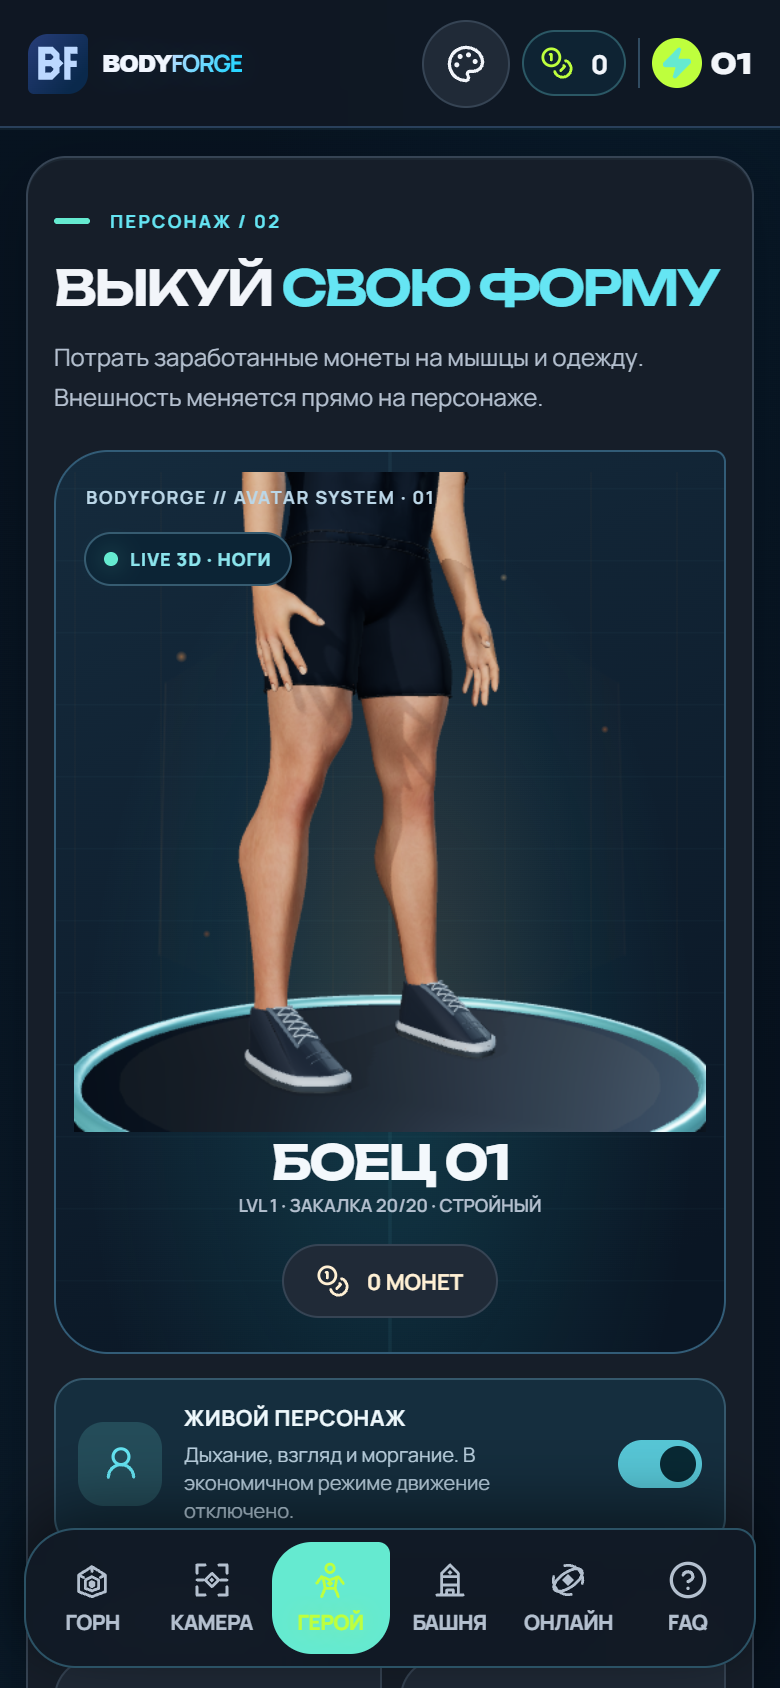 BF BODYFORGE
0
01
ПЕРСОНАЖ / 02
ВЫКУЙ СВОЮ ФОРМУ
Потрать заработанные монеты на мышцы и одежду.
Внешность меняется прямо на персонаже.
BODYFORGE // AVATAR SYSTEM · 01
LIVE 3D · НОГИ
БОЕЦ 01
LVL 1 · ЗАКАЛКА 20/20 · СТРОЙНЫЙ
0 МОНЕТ
ЖИВОЙ ПЕРСОНАЖ
Дыхание, взгляд и моргание. В
экономичном режиме движение
отключено.
ГОРН КАМЕРА ГЕРОЙ БАШНЯ ОНЛАЙН FAQ